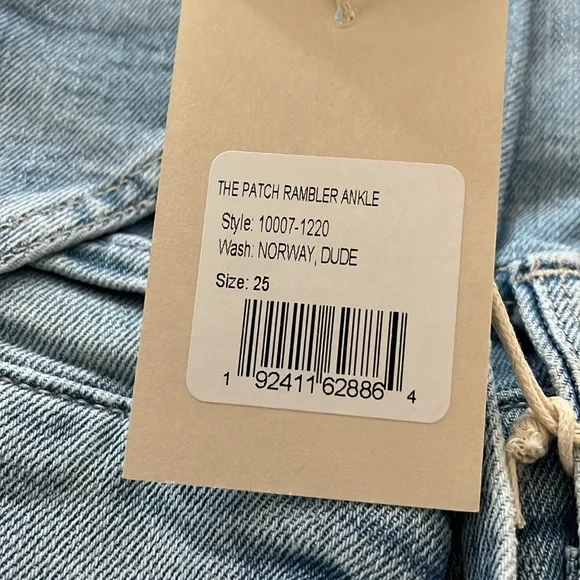 THE PATCH RAMBLER ANKLE
Style: 10007-1220
Wash: NORWAY, DUDE
Size: 25
1 92411 62886 4